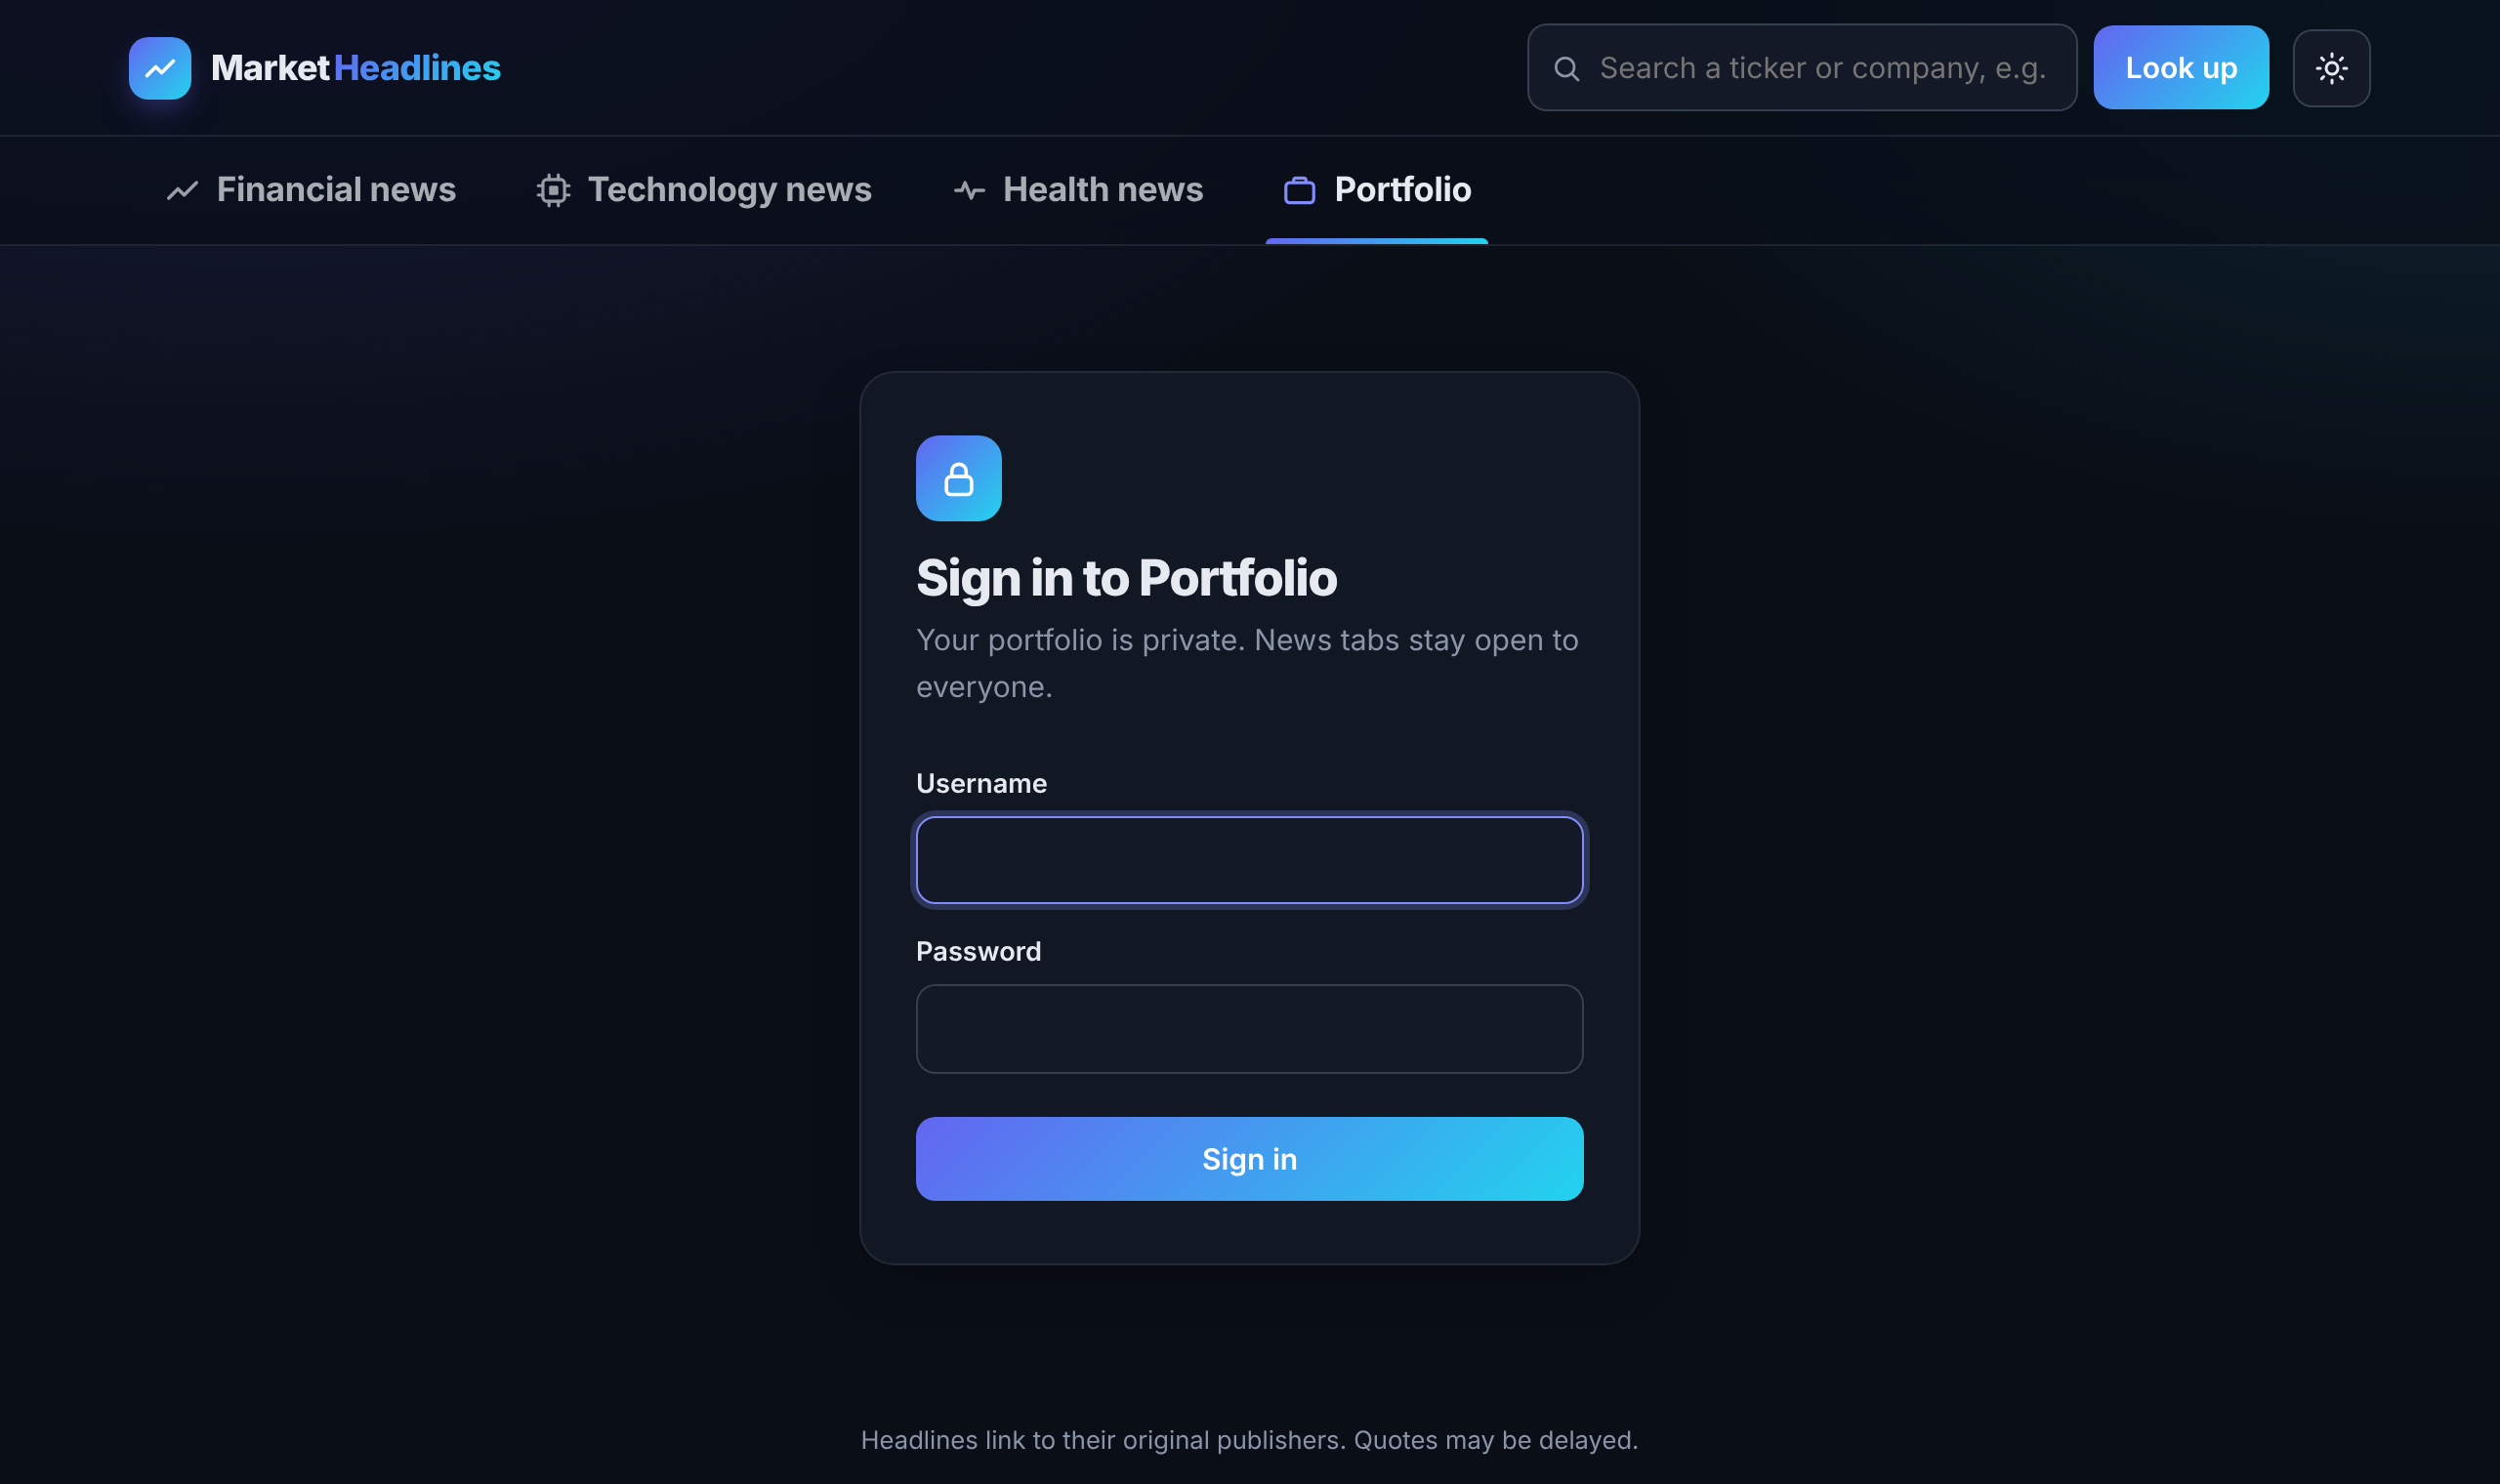 MarketHeadlines
Search a ticker or company, e.g.
Look up
Financial news
Technology news
Health news
Portfolio
Sign in to Portfolio
Your portfolio is private. News tabs stay open to
everyone.
Username
Password
Sign in
Headlines link to their original publishers. Quotes may be delayed.